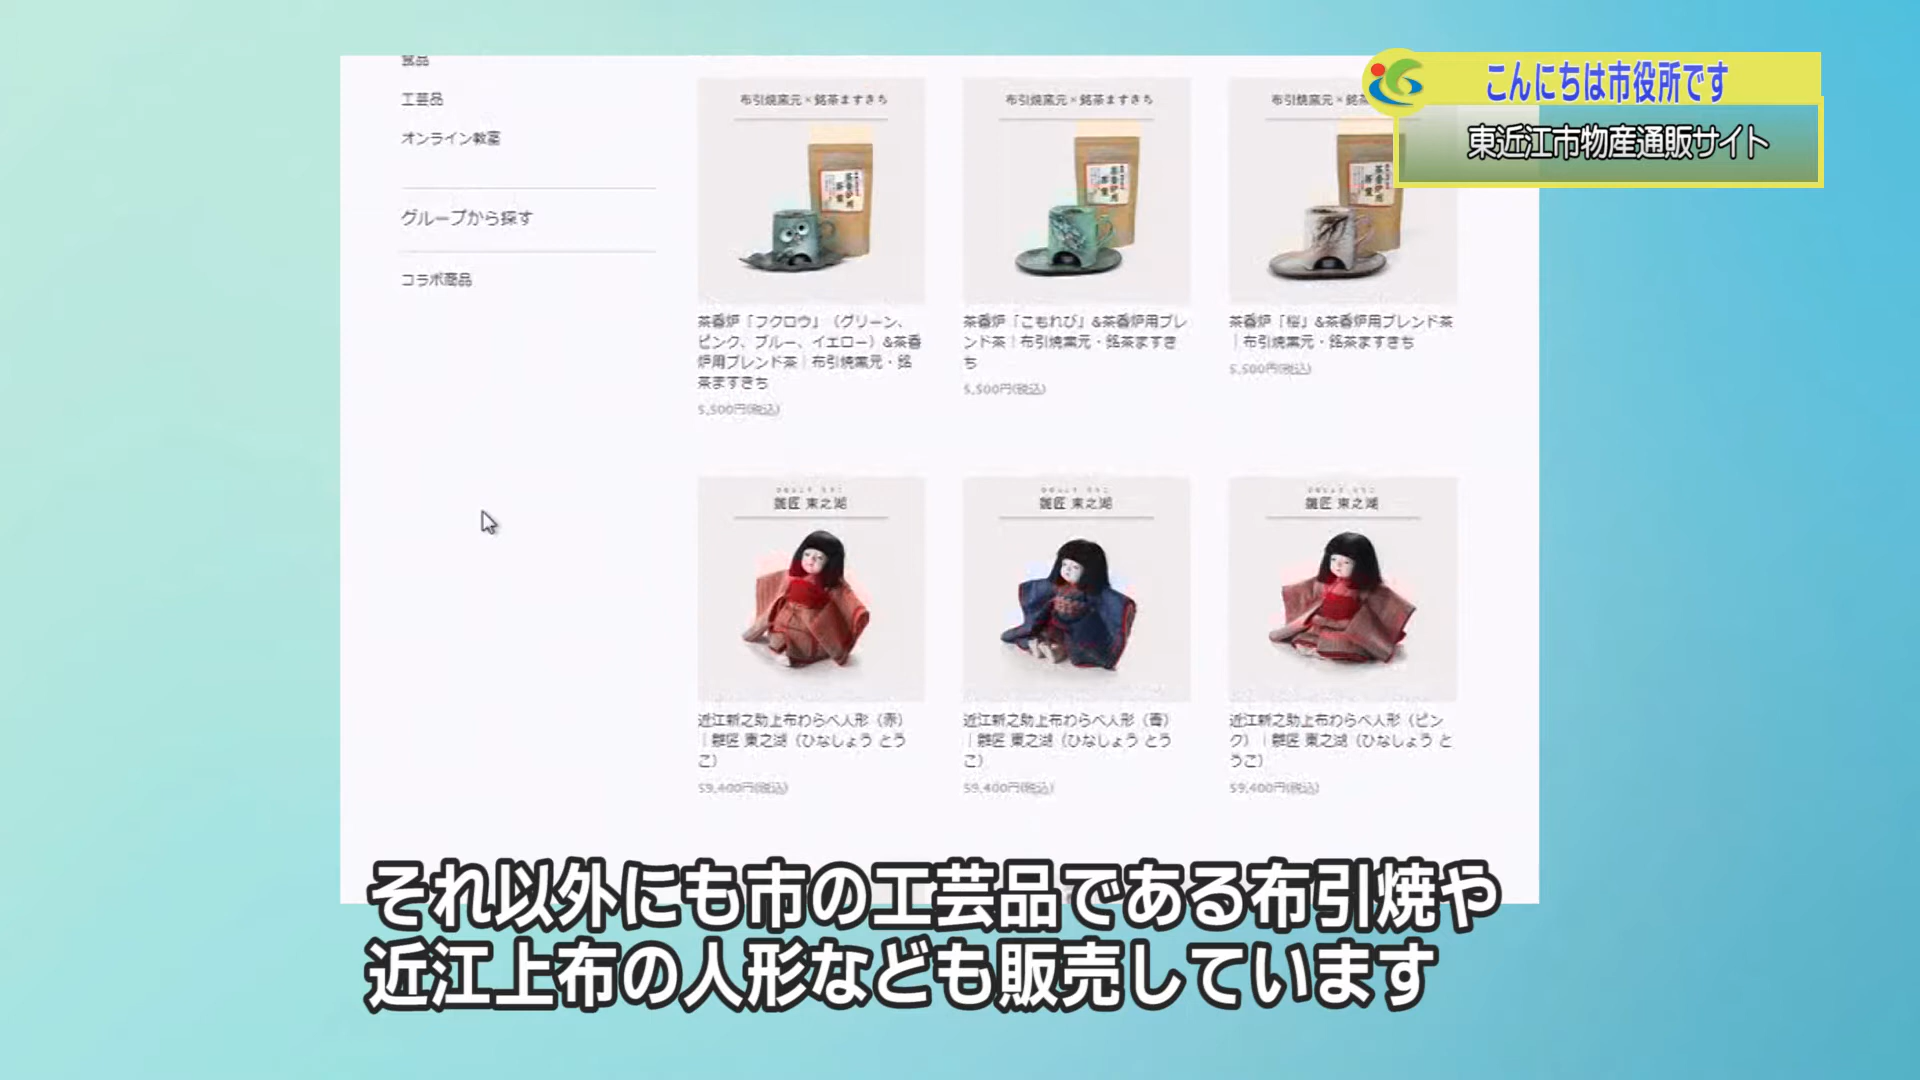 こんにちは市役所です
東近江市物産通販サイト
食品
工芸品
オンライン教室
グループから探す
コラボ商品
布引焼窯元×銘茶ますきち
茶香炉「フクロウ」（グリーン、
ピンク、ブルー、イエロー）&茶香
炉用ブレンド茶｜布引焼窯元・銘
茶ますきち
5,500円(税込)
布引焼窯元×銘茶ますきち
茶香炉「こもれび」&茶香炉用ブレ
ンド茶｜布引焼窯元・銘茶ますき
ち
5,500円(税込)
布引焼窯元×銘茶
茶香炉「桜」&茶香炉用ブレンド茶
｜布引焼窯元・銘茶ますきち
5,500円(税込)
雛匠 東之湖
近江新之助上布わらべ人形（赤）
｜雛匠 東之湖（ひなしょう とう
こ）
59,400円(税込)
雛匠 東之湖
近江新之助上布わらべ人形（青）
｜雛匠 東之湖（ひなしょう とう
こ）
59,400円(税込)
雛匠 東之湖
近江新之助上布わらべ人形（ピン
ク）｜雛匠 東之湖（ひなしょう と
うこ）
59,400円(税込)
それ以外にも市の工芸品である布引焼や
近江上布の人形なども販売しています